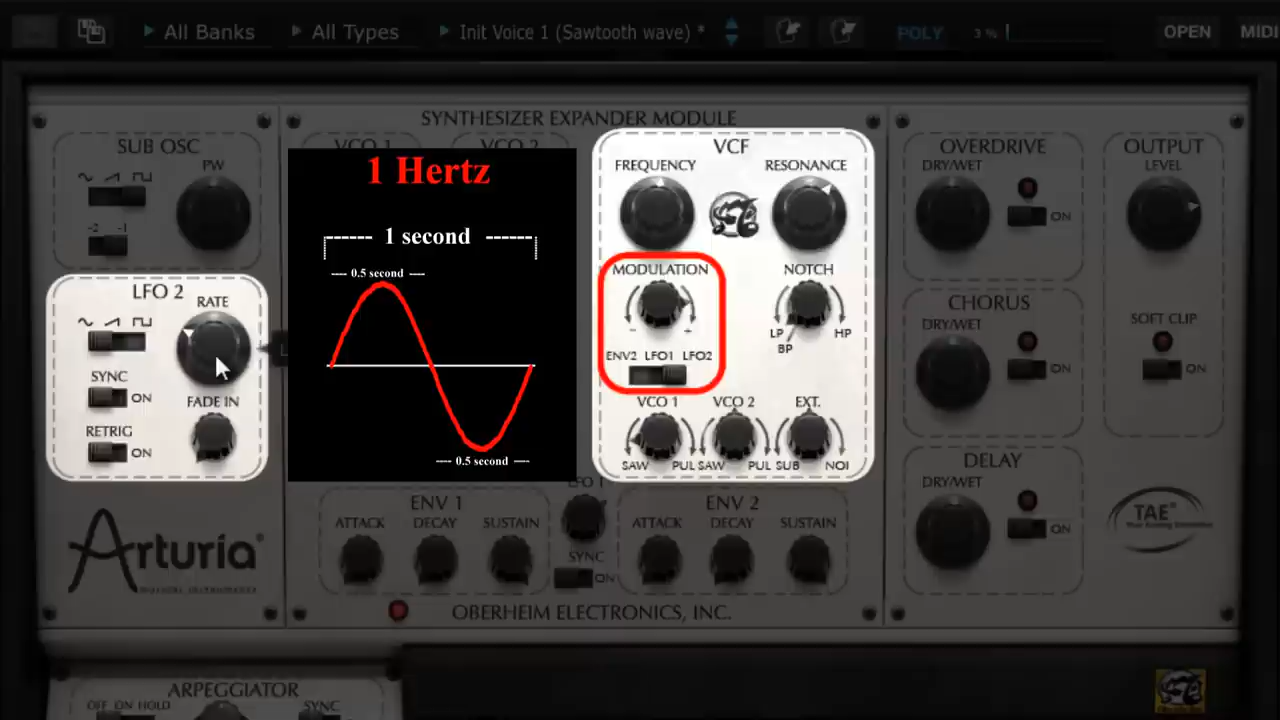 All Banks
All Types
Init Voice 1 (Sawtooth wave) *
POLY
3 %
OPEN
MIDI
SYNTHESIZER EXPANDER MODULE
SUB OSC
PW
-2 -1
VCO 1
VCO 2
1 Hertz
1 second
0.5 second
0.5 second
VCF
FREQUENCY
RESONANCE
MODULATION
NOTCH
- +
LP
BP
HP
ENV2 LFO1 LFO2
VCO 1
VCO 2
EXT.
SAW PUL
SAW PUL
SUB NOI
OVERDRIVE
DRY/WET
ON
OUTPUT
LEVEL
LFO 2
RATE
SYNC
ON
FADE IN
RETRIG
ON
CHORUS
DRY/WET
ON
SOFT CLIP
ON
DELAY
DRY/WET
ON
TAE®
Arturia®
ENV 1
ATTACK DECAY SUSTAIN
LFO 1
SYNC
ON
ENV 2
ATTACK DECAY SUSTAIN
OBERHEIM ELECTRONICS, INC.
ARPEGGIATOR
OFF ON HOLD
SYNC